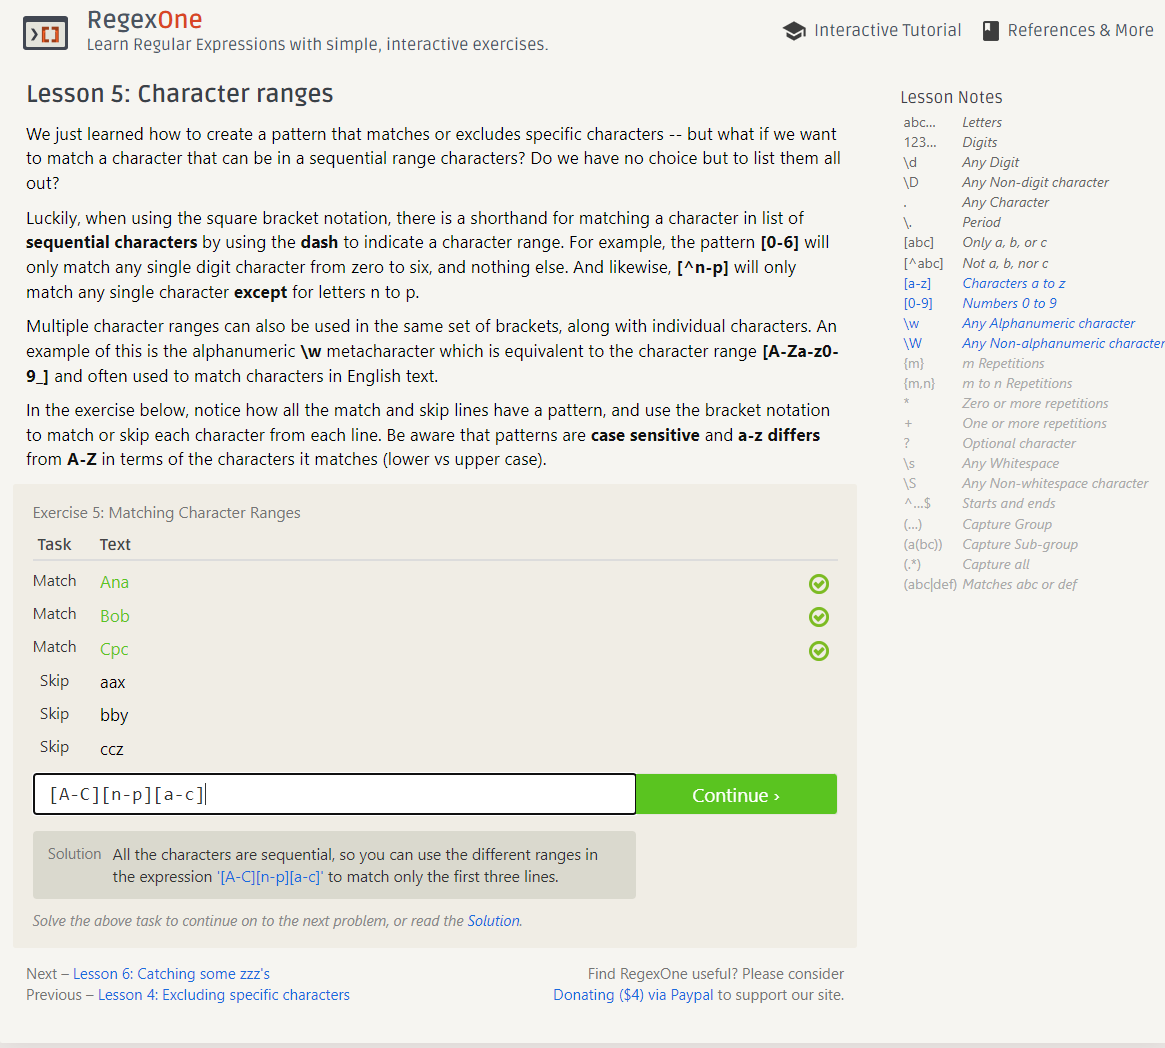 RegexOne
Learn Regular Expressions with simple, interactive exercises.
Interactive Tutorial
References & More
Lesson 5: Character ranges
We just learned how to create a pattern that matches or excludes specific characters -- but what if we want
to match a character that can be in a sequential range characters? Do we have no choice but to list them all
out?
Luckily, when using the square bracket notation, there is a shorthand for matching a character in list of
sequential characters by using the dash to indicate a character range. For example, the pattern [0-6] will
only match any single digit character from zero to six, and nothing else. And likewise, [^n-p] will only
match any single character except for letters n to p.
Multiple character ranges can also be used in the same set of brackets, along with individual characters. An
example of this is the alphanumeric \w metacharacter which is equivalent to the character range [A-Za-z0-
9_] and often used to match characters in English text.
In the exercise below, notice how all the match and skip lines have a pattern, and use the bracket notation
to match or skip each character from each line. Be aware that patterns are case sensitive and a-z differs
from A-Z in terms of the characters it matches (lower vs upper case).
Exercise 5: Matching Character Ranges
Task Text
Match Ana
Match Bob
Match Cpc
Skip aax
Skip bby
Skip ccz
[A-C][n-p][a-c]
Continue ›
Solution All the characters are sequential, so you can use the different ranges in
the expression '[A-C][n-p][a-c]' to match only the first three lines.
Solve the above task to continue on to the next problem, or read the Solution.
Next – Lesson 6: Catching some zzz's
Previous – Lesson 4: Excluding specific characters
Find RegexOne useful? Please consider
Donating ($4) via Paypal to support our site.
Lesson Notes
abc... Letters
123... Digits
\d Any Digit
\D Any Non-digit character
. Any Character
\. Period
[abc] Only a, b, or c
[^abc] Not a, b, nor c
[a-z] Characters a to z
[0-9] Numbers 0 to 9
\w Any Alphanumeric character
\W Any Non-alphanumeric character
{m} m Repetitions
{m,n} m to n Repetitions
* Zero or more repetitions
+ One or more repetitions
? Optional character
\s Any Whitespace
\S Any Non-whitespace character
^...$ Starts and ends
(...) Capture Group
(a(bc)) Capture Sub-group
(.*) Capture all
(abc|def) Matches abc or def